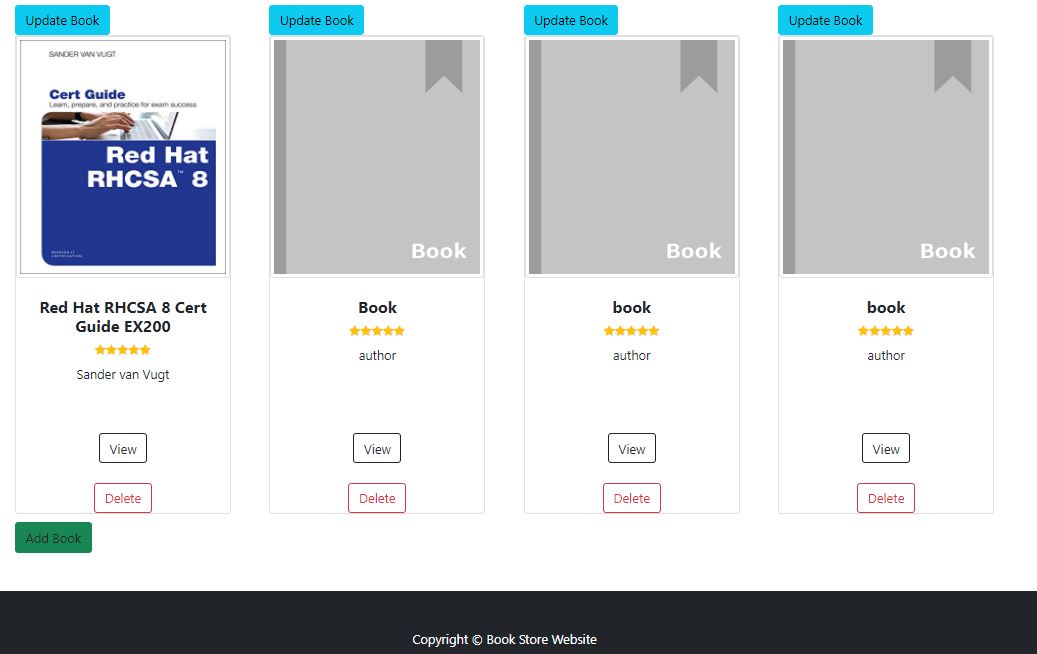 Update Book Update Book Update Book Update Book
SANDER VAN VUGT
Cert Guide
Learn, prepare, and practice for exam success
Red Hat
RHCSA™ 8
PEARSON IT
CERTIFICATION
Book Book Book
Red Hat RHCSA 8 Cert
Guide EX200
Sander van Vugt
Book
author
book
author
book
author
View View View View
Delete Delete Delete Delete
Add Book
Copyright © Book Store Website